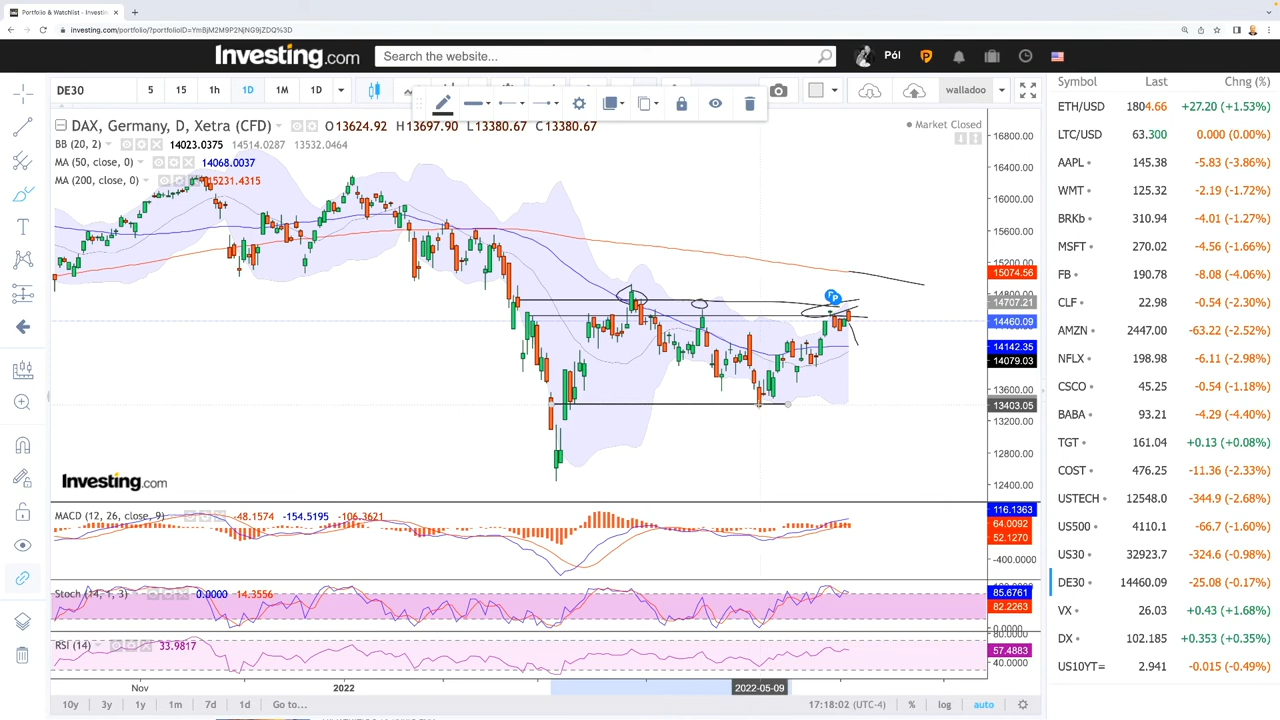 Portfolio & Watchlist - Investin
investing.com/portfolio/?portfolioID=YmBjM2M9P2NjNG9jZDQ%3D
Investing.com
Search the website...
Pól
DE30 5 15 1h 1D 1M 1D
walladoo
DAX, Germany, D, Xetra (CFD) O13624.92 H13697.90 L13380.67 C13380.67
Market Closed
BB (20, 2) 14023.0375 14514.0287 13532.0464
MA (50, close, 0) 14068.0037
MA (200, close, 0) 15231.4315
16800.00
16400.00
16000.00
15600.00
15200.00
15074.56
14800.00
14707.21
14460.09
14142.35
14079.03
13600.00
13403.05
13200.00
12800.00
12400.00
Investing.com
MACD (12, 26, close, 9) -48.1574 -154.5195 -106.3621
116.1363
64.0092
52.1270
-400.0000
Stoch (14, 1, 3) 0.0000 14.3556
85.6761
82.2263
0.0000
RSI (14) 33.9817
80.0000
57.4883
40.0000
Nov 2022 2022-05-09
10y 3y 1y 1m 7d 1d Go to...
17:18:02 (UTC-4) % log auto
Symbol Last Chng (%)
ETH/USD 1804.66 +27.20 (+1.53%)
LTC/USD 63.300 0.000 (0.00%)
AAPL 145.38 -5.83 (-3.86%)
WMT 125.32 -2.19 (-1.72%)
BRKb 310.94 -4.01 (-1.27%)
MSFT 270.02 -4.56 (-1.66%)
FB 190.78 -8.08 (-4.06%)
CLF 22.98 -0.54 (-2.30%)
AMZN 2447.00 -63.22 (-2.52%)
NFLX 198.98 -6.11 (-2.98%)
CSCO 45.25 -0.54 (-1.18%)
BABA 93.21 -4.29 (-4.40%)
TGT 161.04 +0.13 (+0.08%)
COST 476.25 -11.36 (-2.33%)
USTECH 12548.0 -344.9 (-2.68%)
US500 4110.1 -66.7 (-1.60%)
US30 32923.7 -324.6 (-0.98%)
DE30 14460.09 -25.08 (-0.17%)
VX 26.03 +0.43 (+1.68%)
DX 102.185 +0.353 (+0.35%)
US10YT= 2.941 -0.015 (-0.49%)